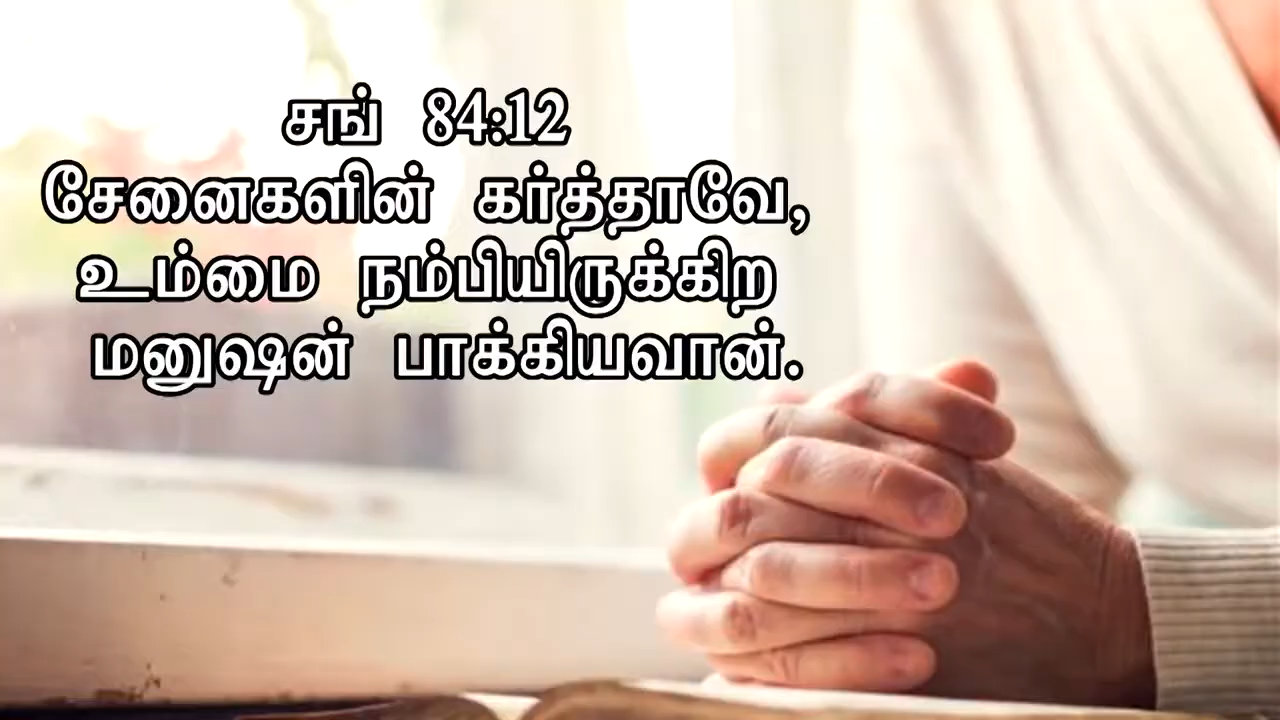 சங் 84:12
சேனைகளின் கர்த்தாவே,
உம்மை நம்பியிருக்கிற
மனுஷன் பாக்கியவான்.